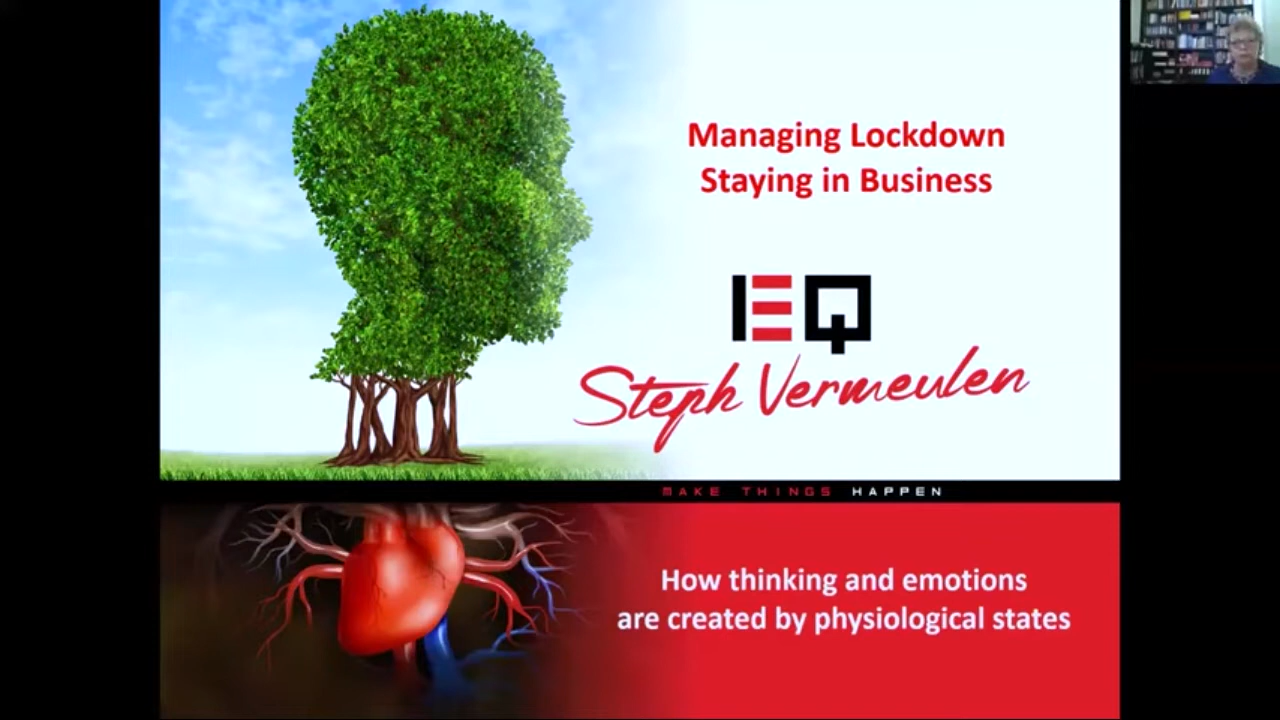 Managing Lockdown
Staying in Business
EQ
Steph Vermeulen
MAKE THINGS HAPPEN
How thinking and emotions
are created by physiological states